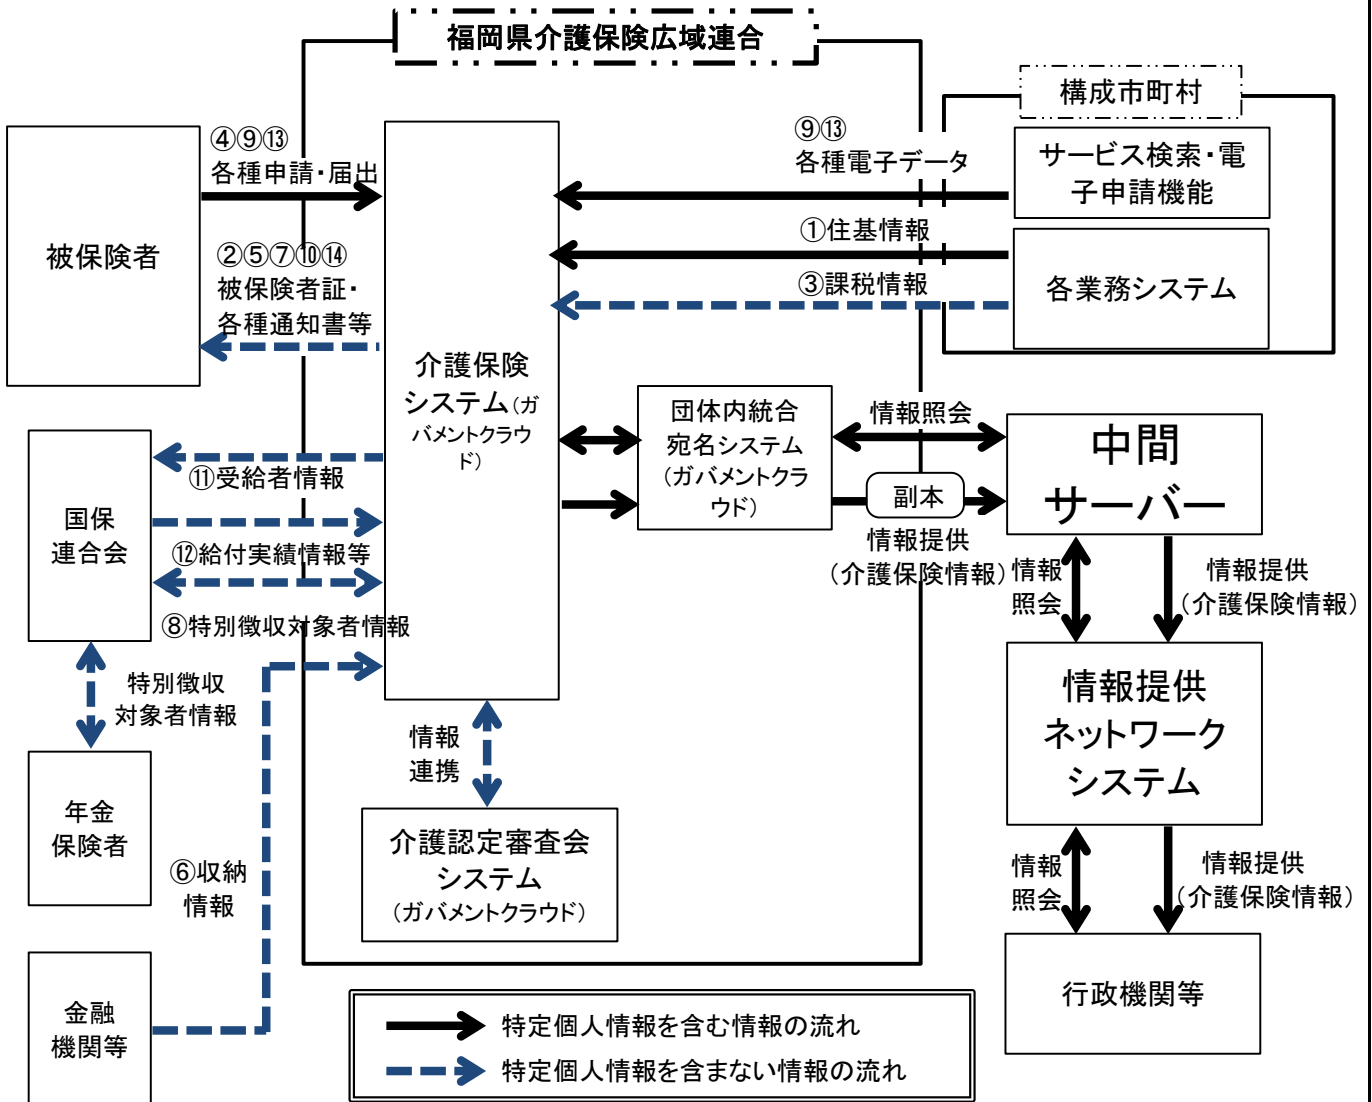 福岡県介護保険広域連合
構成市町村
④⑨⑬
各種申請・届出
⑨⑬
各種電子データ
サービス検索・電
子申請機能
被保険者
②⑤⑦⑩⑭
被保険者証・
各種通知書等
①住基情報
③課税情報
各業務システム
介護保険
システム(ガ
バメントクラウ
ド)
団体内統合
宛名システム
(ガバメントクラ
ウド)
情報照会
副本
情報提供
(介護保険情報)
中間
サーバー
⑪受給者情報
国保
連合会
⑫給付実績情報等
⑧特別徴収対象者情報
情報
照会
情報提供
(介護保険情報)
特別徴収
対象者情報
情報提供
ネットワーク
システム
情報
連携
年金
保険者
介護認定審査会
システム
(ガバメントクラウド)
⑥収納
情報
情報
照会
情報提供
(介護保険情報)
行政機関等
金融
機関等
特定個人情報を含む情報の流れ
特定個人情報を含まない情報の流れ